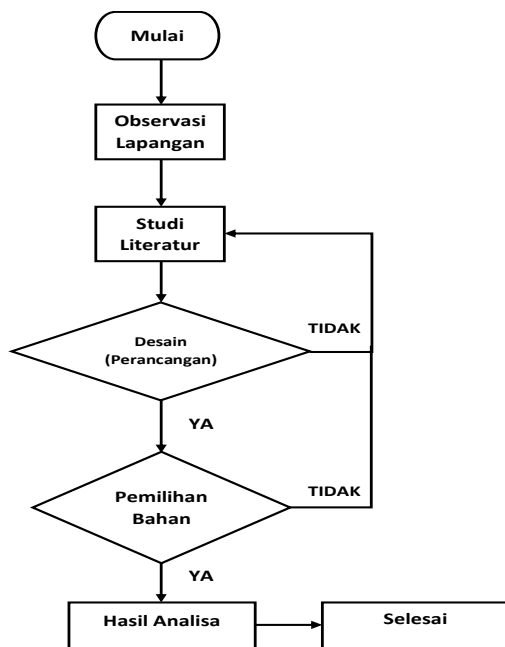 Mulai
Observasi
Lapangan
Studi
Literatur
Desain
(Perancangan)
TIDAK
YA
Pemilihan
Bahan
TIDAK
YA
Hasil Analisa
Selesai